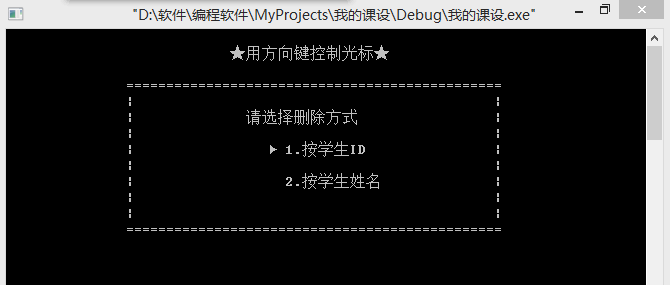 "D:\软件\编程软件\MyProjects\我的课设\Debug\我的课设.exe"
★用方向键控制光标★
请选择删除方式
1.按学生ID
2.按学生姓名